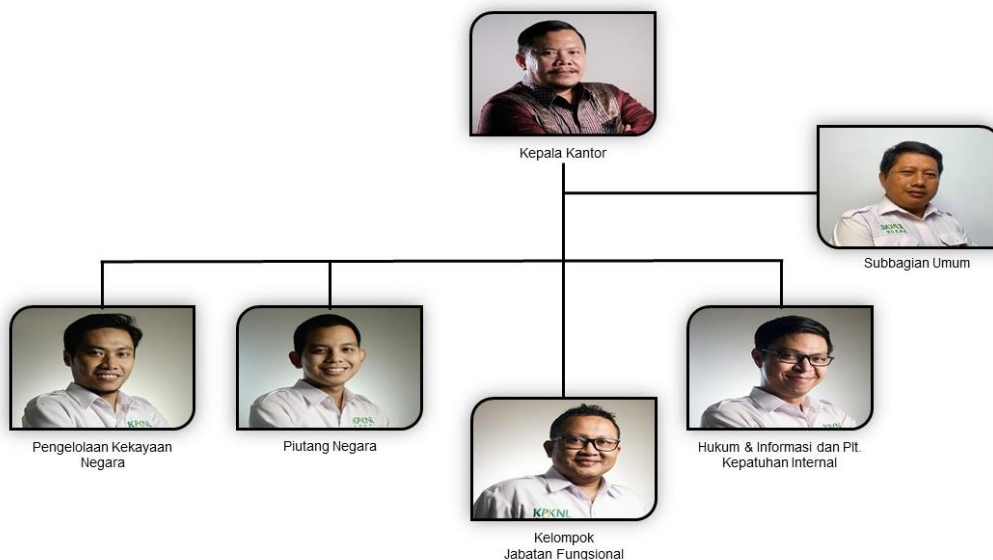 Kepala Kantor
Subbagian Umum
Pengelolaan Kekayaan
Negara
Piutang Negara
Hukum & Informasi dan Plt.
Kepatuhan Internal
KPKNL
Kelompok
Jabatan Fungsional